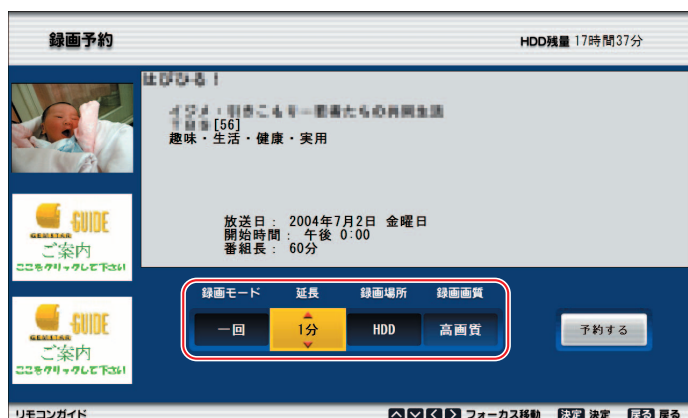 録画予約
HDD残量 17時間37分
[56]
趣味・生活・健康・実用
放送日： 2004年7月2日 金曜日
開始時間： 午後 0:00
番組長： 60分
GUIDE
GEMSTAR
ご案内
ここをクリックして下さい
GUIDE
GEMSTAR
ご案内
ここをクリックして下さい
録画モード 延長 録画場所 録画画質
一回 1分 HDD 高画質
予約する
リモコンガイド
フォーカス移動 決定 決定 戻る 戻る